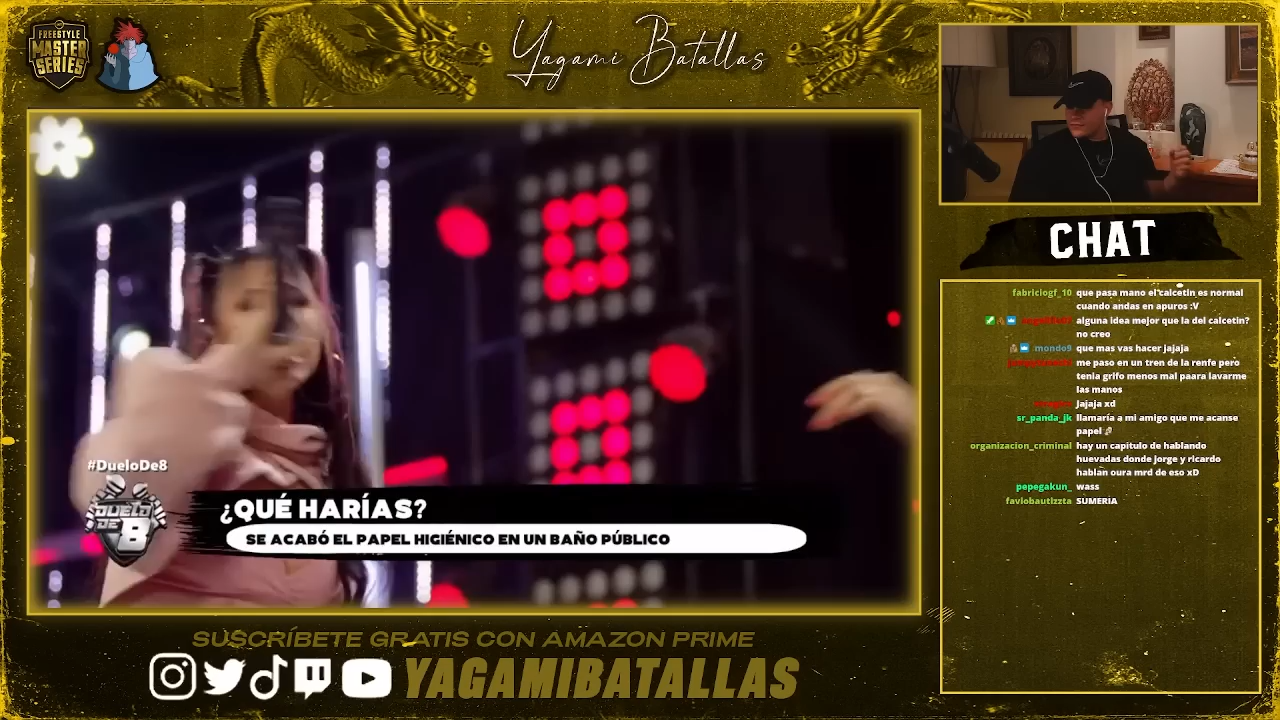 FREESTYLE
MASTER
SERIES
Yagami Batallas
CHAT
fabriciogf_10 que pasa mano el calcetin es normal
cuando andas en apuros :V
alguna idea mejor que la del calcetin?
no creo
mondo9 que mas vas hacer jajaja
me paso en un tren de la renfe pero
tenia grifo menos mal paara lavarme
las manos
Jajaja xd
sr_panda_jk llamaría a mi amigo que me acanse
papel
organizacion_criminal hay un capitulo de hablando
huevadas donde jorge y ricardo
hablan oura mrd de eso xD
pepegakun_ wass
faviobautizzta SUMERIA
#DueloDe8
DUELO
DE 8
¿QUÉ HARÍAS?
SE ACABÓ EL PAPEL HIGIÉNICO EN UN BAÑO PÚBLICO
SUSCRÍBETE GRATIS CON AMAZON PRIME
YAGAMIBATALLAS